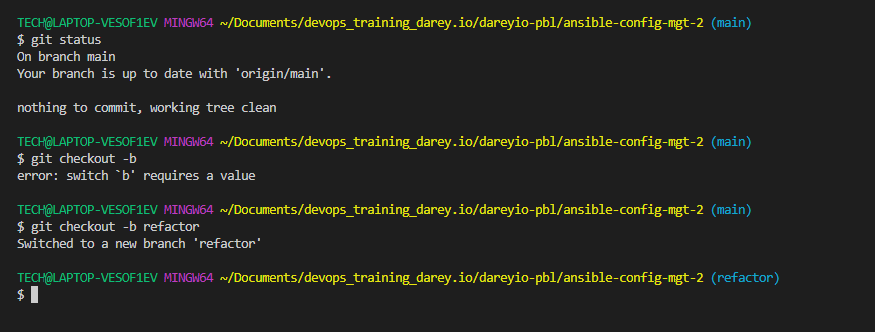 TECH@LAPTOP-VESOF1EV MINGW64 ~/Documents/devops_training_darey.io/dareyio-pbl/ansible-config-mgt-2 (main)
$ git status
On branch main
Your branch is up to date with 'origin/main'.
nothing to commit, working tree clean
TECH@LAPTOP-VESOF1EV MINGW64 ~/Documents/devops_training_darey.io/dareyio-pbl/ansible-config-mgt-2 (main)
$ git checkout -b
error: switch `b' requires a value
TECH@LAPTOP-VESOF1EV MINGW64 ~/Documents/devops_training_darey.io/dareyio-pbl/ansible-config-mgt-2 (main)
$ git checkout -b refactor
Switched to a new branch 'refactor'
TECH@LAPTOP-VESOF1EV MINGW64 ~/Documents/devops_training_darey.io/dareyio-pbl/ansible-config-mgt-2 (refactor)
$